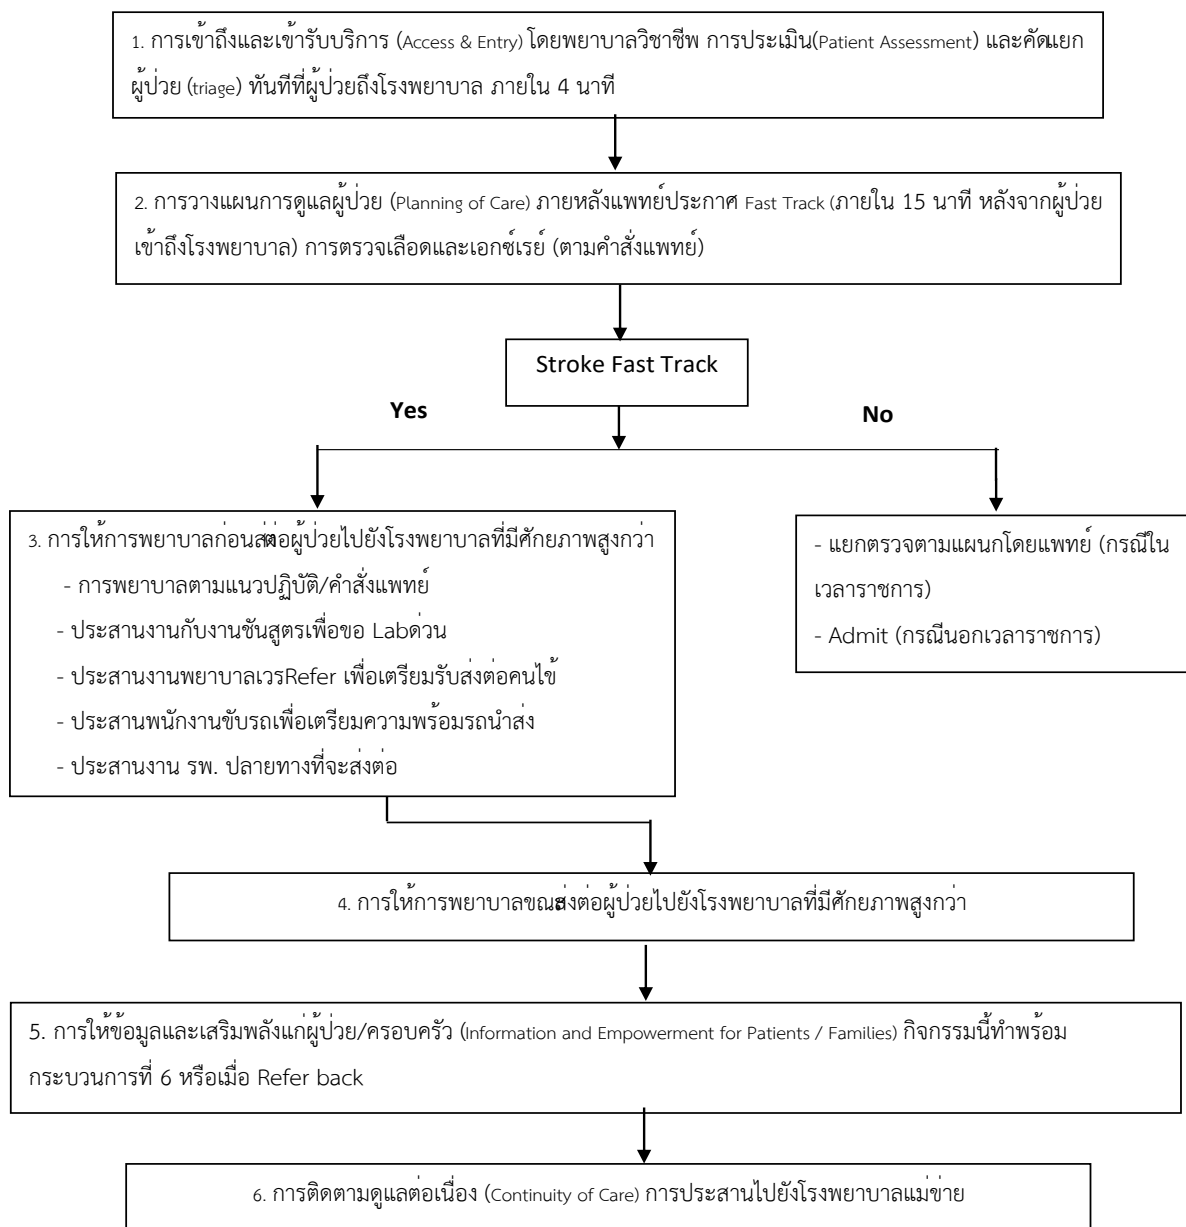 1. การเข้าถึงและเข้ารับบริการ (Access & Entry) โดยพยาบาลวิชาชีพ การประเมิน(Patient Assessment) และคัดแยก
ผู้ป่วย (triage) ทันทีที่ผู้ป่วยถึงโรงพยาบาล ภายใน 4 นาที
2. การวางแผนการดูแลผู้ป่วย (Planning of Care) ภายหลังแพทย์ประกาศ Fast Track (ภายใน 15 นาที หลังจากผู้ป่วย
เข้าถึงโรงพยาบาล) การตรวจเลือดและเอกซ์เรย์ (ตามคำสั่งแพทย์)
Stroke Fast Track
Yes
No
3. การให้การพยาบาลก่อนส่งต่อผู้ป่วยไปยังโรงพยาบาลที่มีศักยภาพสูงกว่า
- การพยาบาลตามแนวปฏิบัติ/คำสั่งแพทย์
- ประสานงานกับงานชันสูตรเพื่อขอ Labด่วน
- ประสานงานพยาบาลเวรRefer เพื่อเตรียมรับส่งต่อคนไข้
- ประสานพนักงานขับรถเพื่อเตรียมความพร้อมรถนำส่ง
- ประสานงาน รพ. ปลายทางที่จะส่งต่อ
- แยกตรวจตามแผนกโดยแพทย์ (กรณีใน
เวลาราชการ)
- Admit (กรณีนอกเวลาราชการ)
4. การให้การพยาบาลขณะส่งต่อผู้ป่วยไปยังโรงพยาบาลที่มีศักยภาพสูงกว่า
5. การให้ข้อมูลและเสริมพลังแก่ผู้ป่วย/ครอบครัว (Information and Empowerment for Patients / Families) กิจกรรมนี้ทำพร้อม
กระบวนการที่ 6 หรือเมื่อ Refer back
6. การติดตามดูแลต่อเนื่อง (Continuity of Care) การประสานไปยังโรงพยาบาลแม่ข่าย